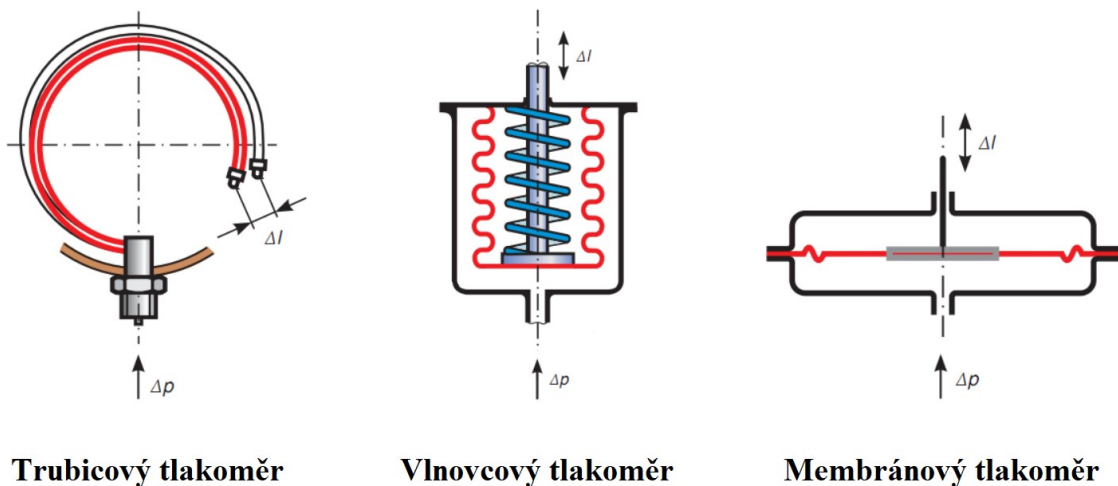 Δl
Δp
Trubicový tlakoměr
Δl
Δp
Vlnovcový tlakoměr
Δl
Δp
Membránový tlakoměr